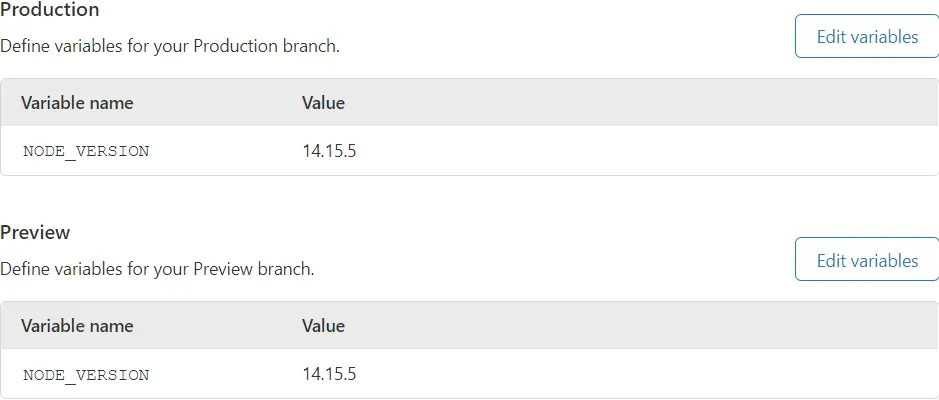 Production
Define variables for your Production branch.
Edit variables
Variable name Value
NODE_VERSION 14.15.5
Preview
Define variables for your Preview branch.
Edit variables
Variable name Value
NODE_VERSION 14.15.5